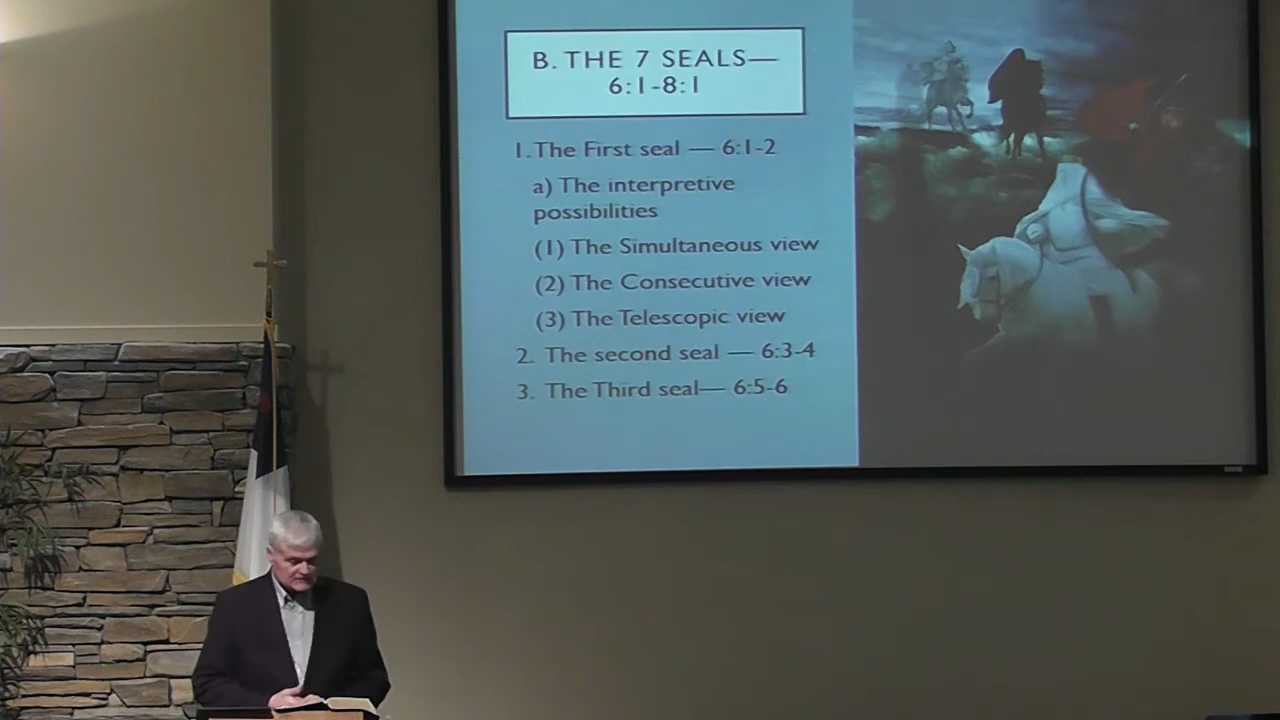 B. THE 7 SEALS—
6:1-8:1
1. The First seal — 6:1-2
a) The interpretive
possibilities
(1) The Simultaneous view
(2) The Consecutive view
(3) The Telescopic view
2. The second seal — 6:3-4
3. The Third seal— 6:5-6